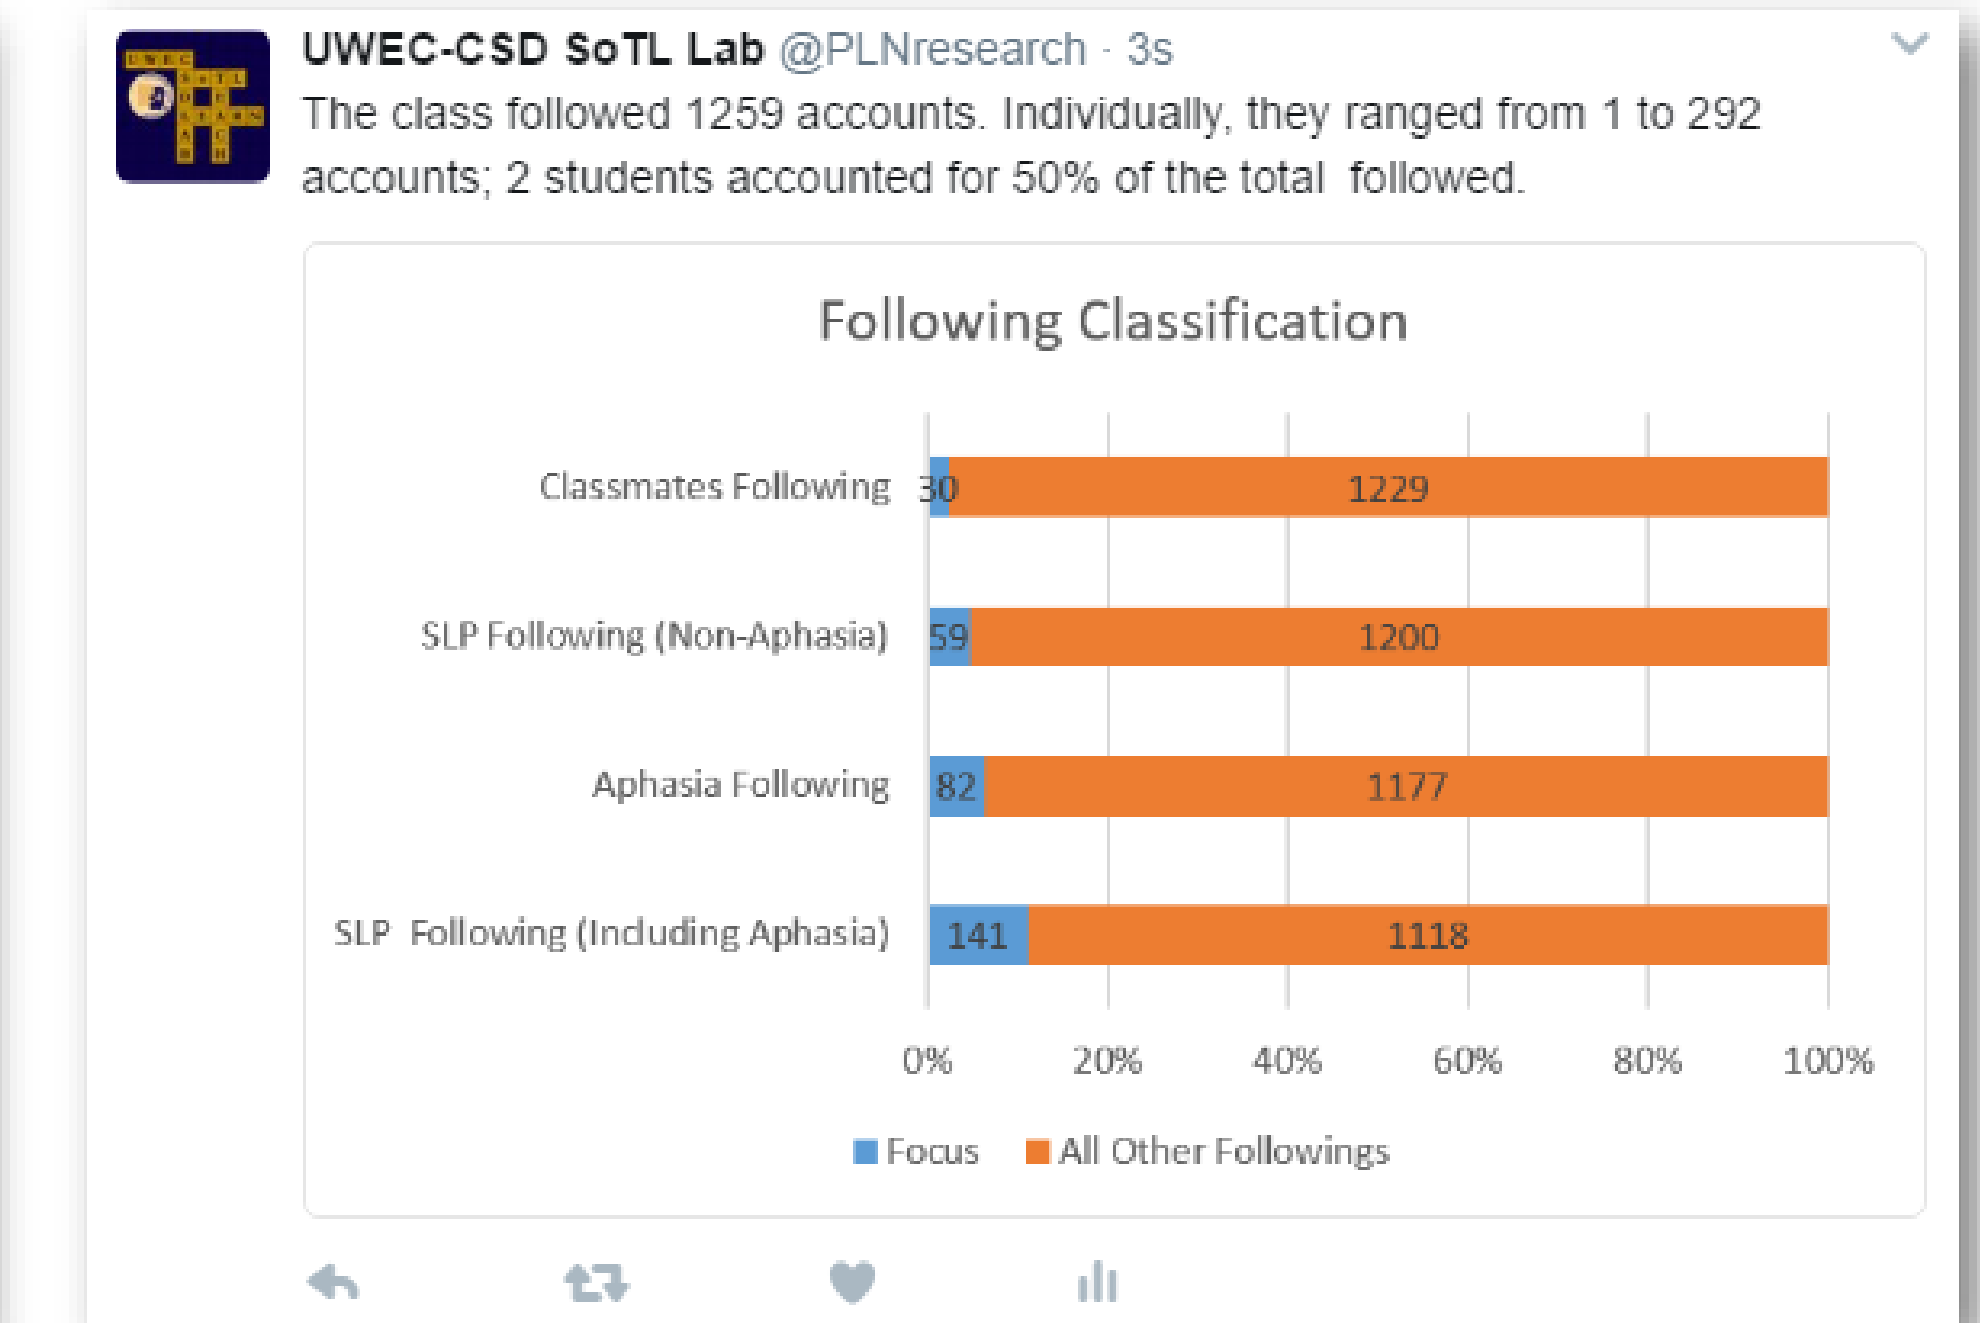 UWEC-CSD SoTL Lab @PLNresearch · 3s
The class followed 1259 accounts. Individually, they ranged from 1 to 292
accounts; 2 students accounted for 50% of the total  followed.
Following Classification
Classmates Following 30 1229
SLP Following (Non-Aphasia) 59 1200
Aphasia Following 82 1177
SLP  Following (Including Aphasia) 141 1118
0% 20% 40% 60% 80% 100%
Focus All Other Followings